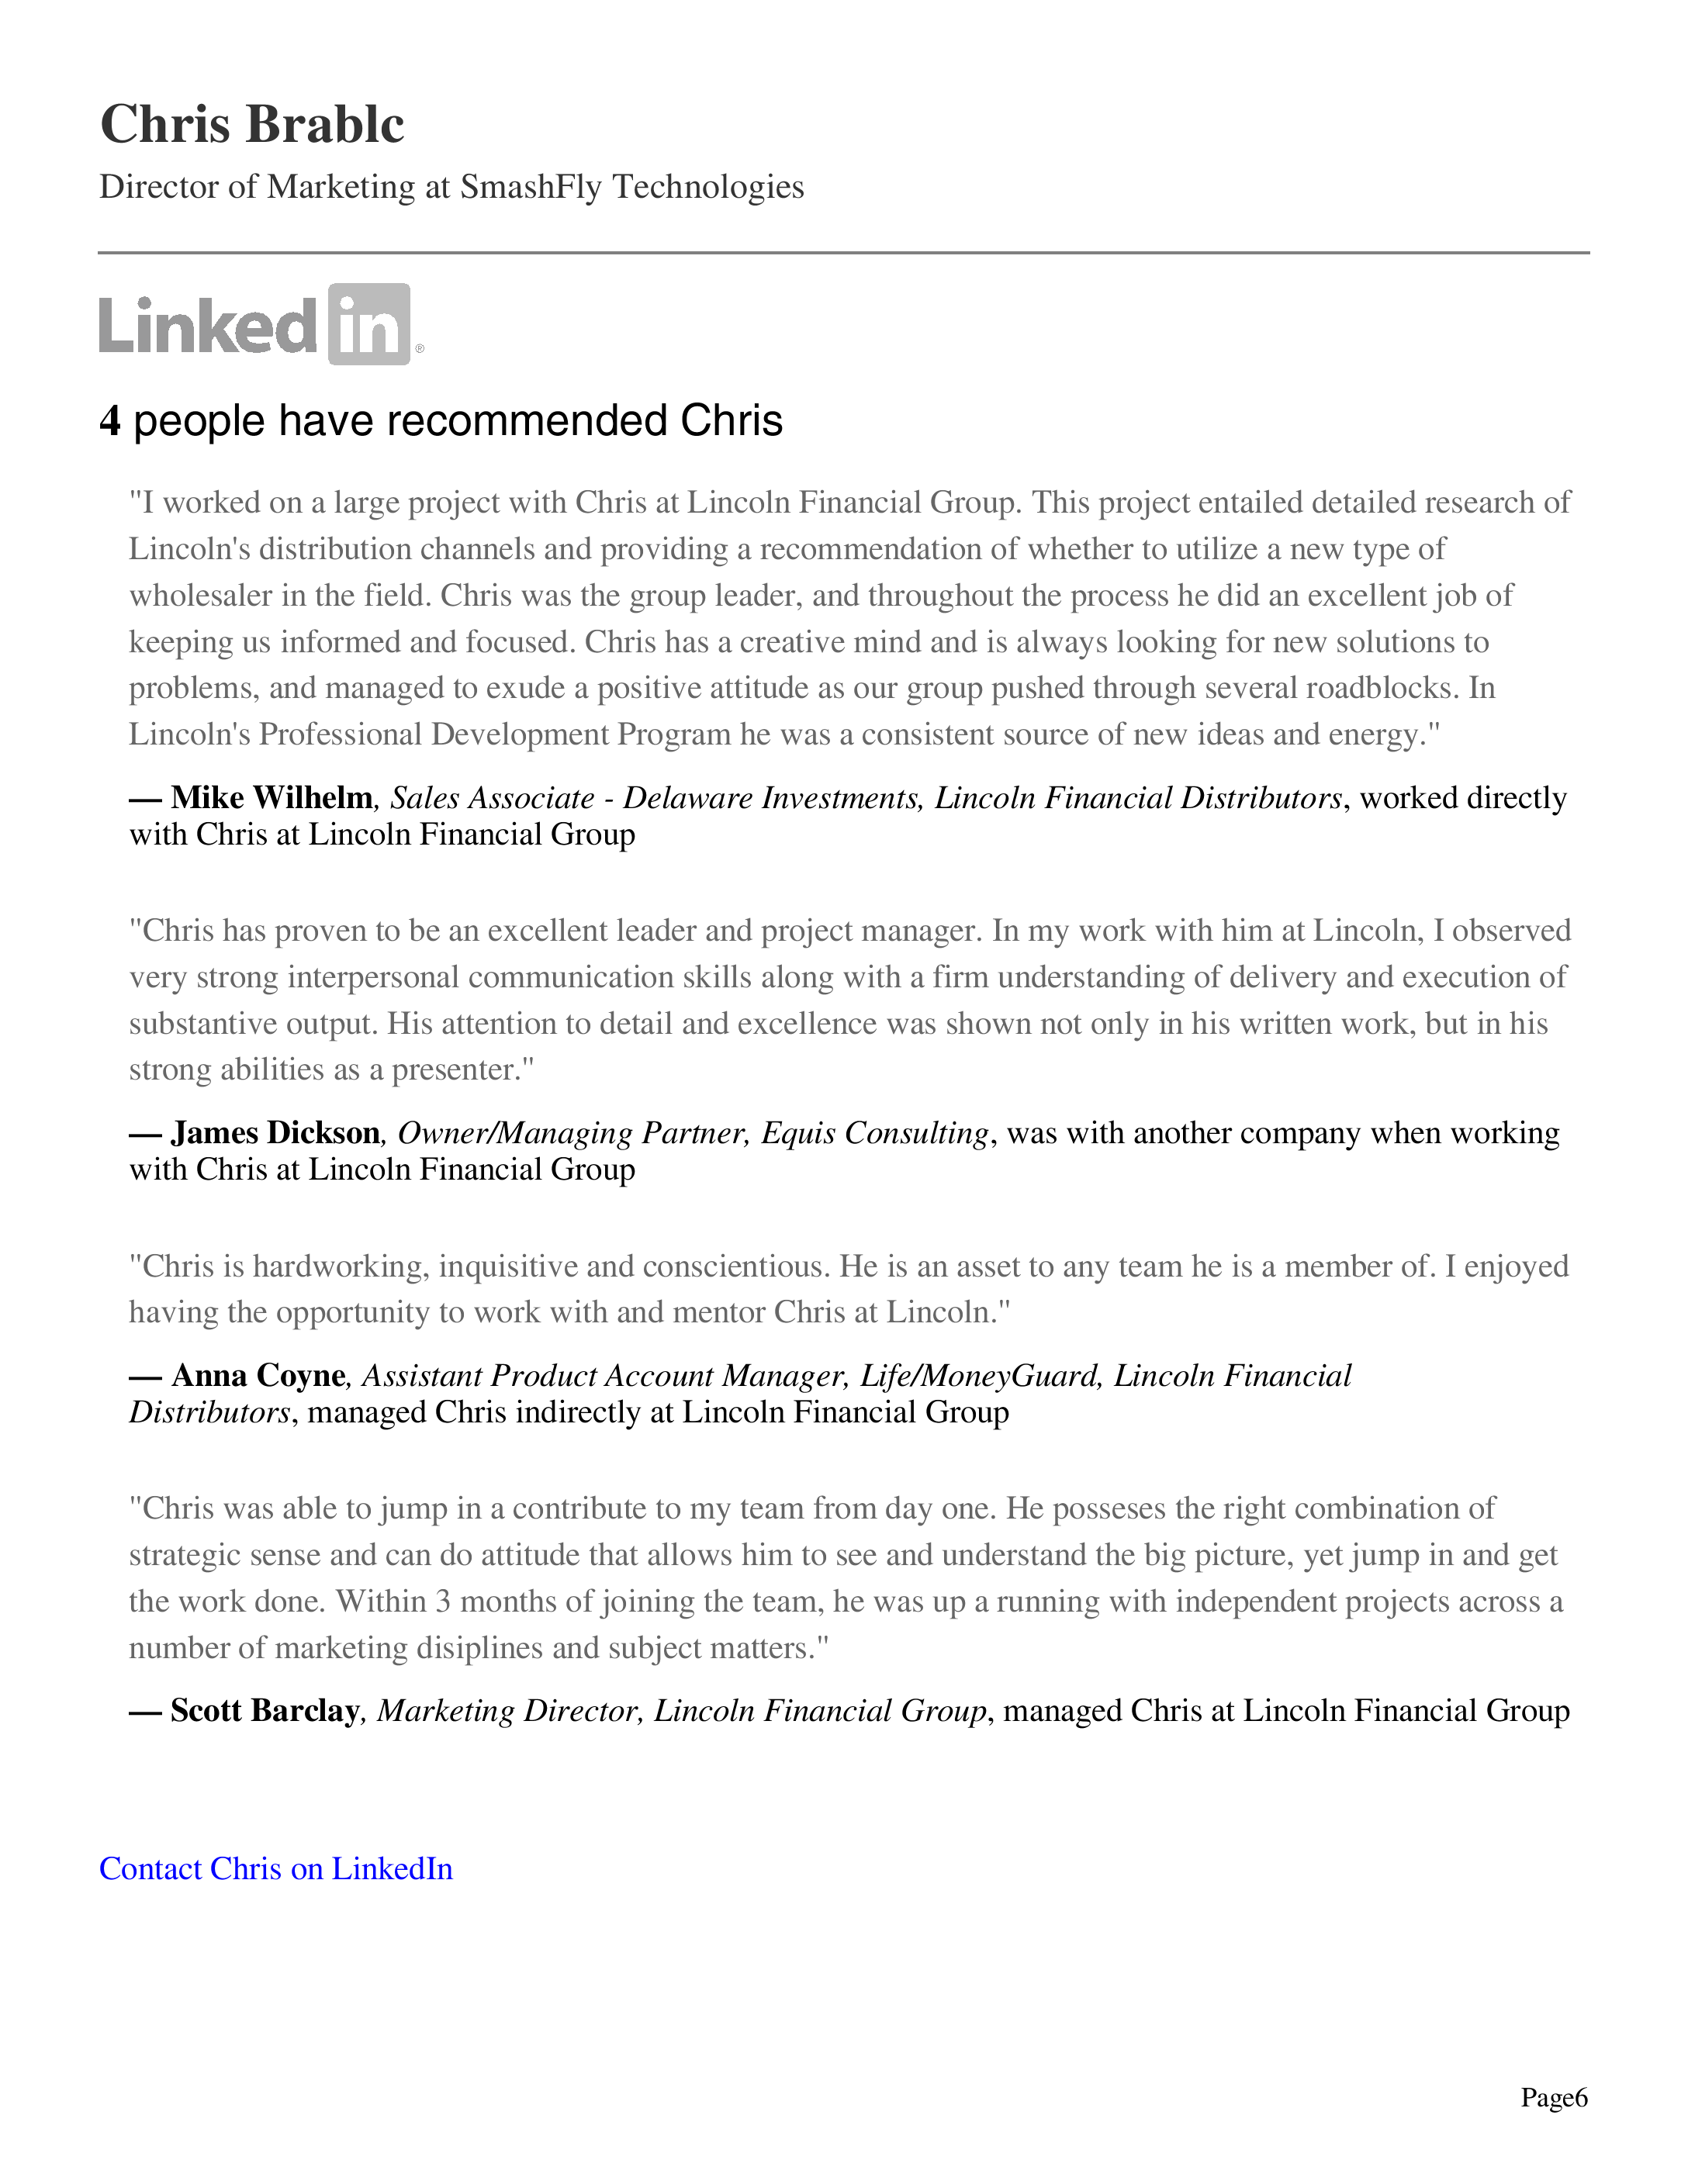 Chris Brablc
Director of Marketing at SmashFly Technologies
Linked in ®
4 people have recommended Chris
"I worked on a large project with Chris at Lincoln Financial Group. This project entailed detailed research of
Lincoln's distribution channels and providing a recommendation of whether to utilize a new type of
wholesaler in the field. Chris was the group leader, and throughout the process he did an excellent job of
keeping us informed and focused. Chris has a creative mind and is always looking for new solutions to
problems, and managed to exude a positive attitude as our group pushed through several roadblocks. In
Lincoln's Professional Development Program he was a consistent source of new ideas and energy."
— Mike Wilhelm, Sales Associate - Delaware Investments, Lincoln Financial Distributors, worked directly
with Chris at Lincoln Financial Group
"Chris has proven to be an excellent leader and project manager. In my work with him at Lincoln, I observed
very strong interpersonal communication skills along with a firm understanding of delivery and execution of
substantive output. His attention to detail and excellence was shown not only in his written work, but in his
strong abilities as a presenter."
— James Dickson, Owner/Managing Partner, Equis Consulting, was with another company when working
with Chris at Lincoln Financial Group
"Chris is hardworking, inquisitive and conscientious. He is an asset to any team he is a member of. I enjoyed
having the opportunity to work with and mentor Chris at Lincoln."
— Anna Coyne, Assistant Product Account Manager, Life/MoneyGuard, Lincoln Financial
Distributors, managed Chris indirectly at Lincoln Financial Group
"Chris was able to jump in a contribute to my team from day one. He posseses the right combination of
strategic sense and can do attitude that allows him to see and understand the big picture, yet jump in and get
the work done. Within 3 months of joining the team, he was up a running with independent projects across a
number of marketing disiplines and subject matters."
— Scott Barclay, Marketing Director, Lincoln Financial Group, managed Chris at Lincoln Financial Group
Contact Chris on LinkedIn
Page6